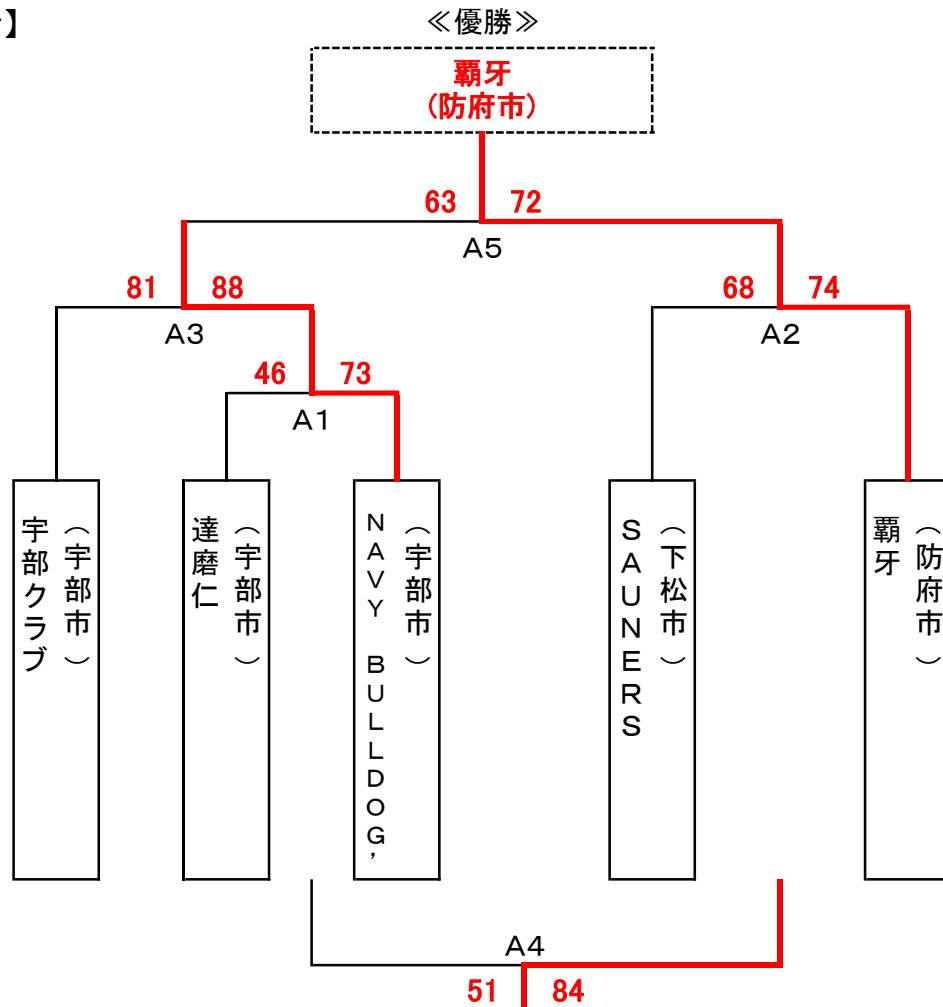 】
≪優勝≫
覇牙
(防府市)
63 72
A5
81 88
68 74
A3
A2
46 73
A1
宇部クラブ
(宇部市)
達磨仁
(宇部市)
NAVY BULLDOG'
(宇部市)
SAUNERS
(下松市)
覇牙
(防府市)
A4
51 84